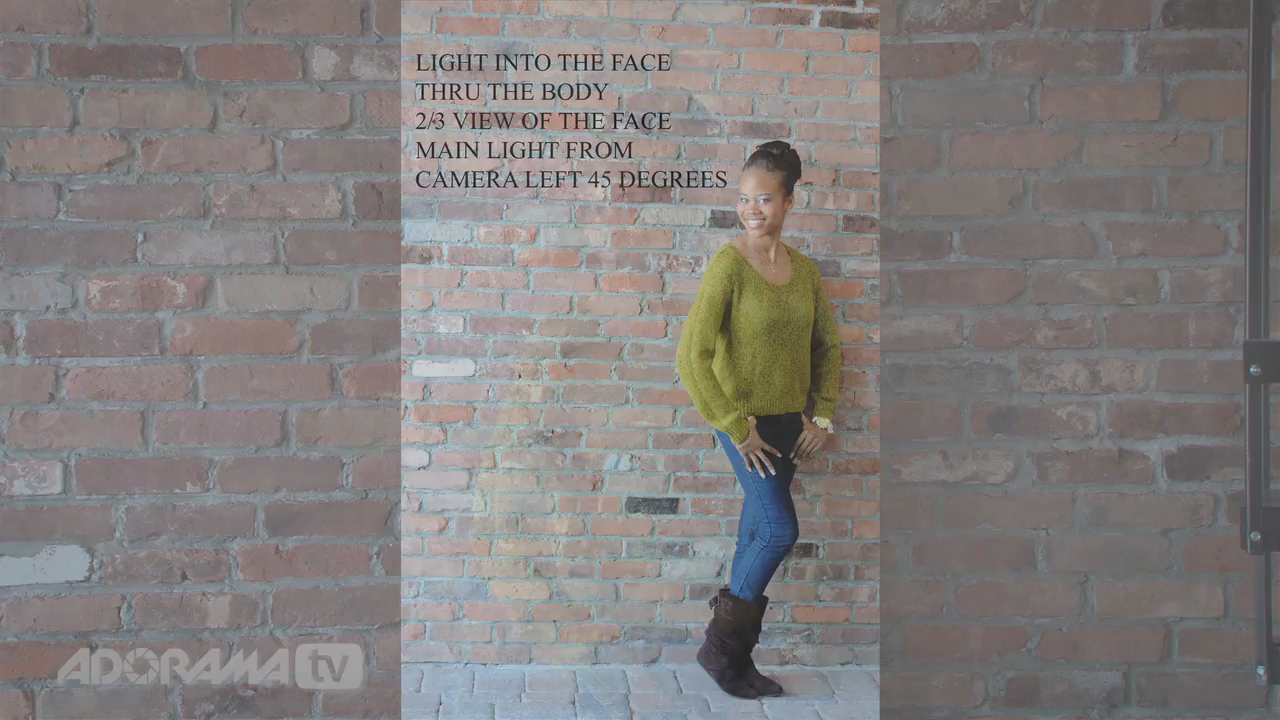 LIGHT INTO THE FACE
THRU THE BODY
2/3 VIEW OF THE FACE
MAIN LIGHT FROM
CAMERA LEFT 45 DEGREES
ADORAMA tv